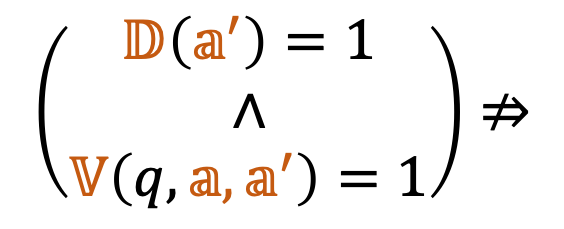 𝔻(𝕒′) = 1
∧
𝕍(q, 𝕒, 𝕒′) = 1 ⇏